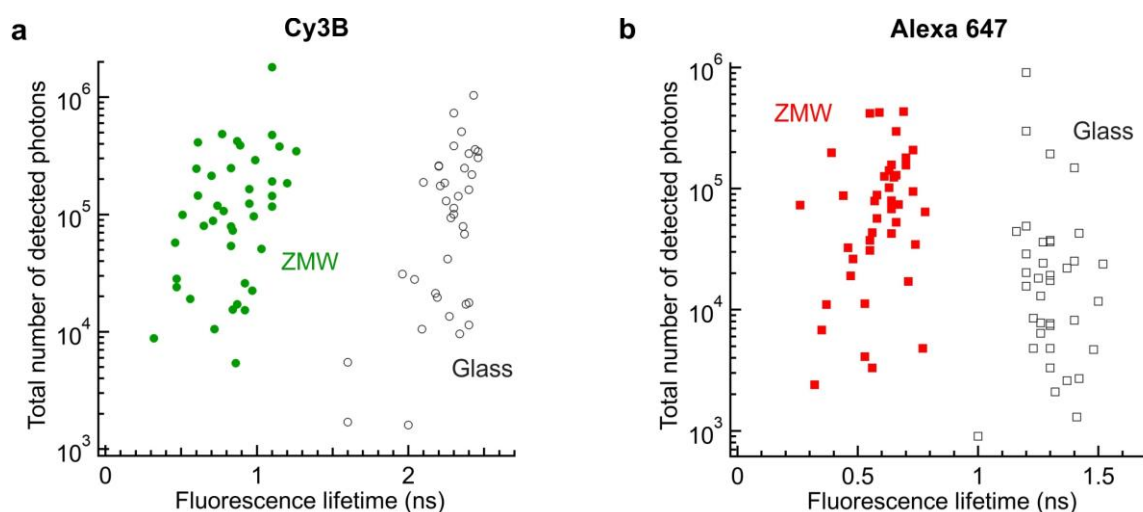 a
Cy3B
Total number of detected photons
10^6
10^5
10^4
10^3
ZMW
Glass
0
1
2
Fluorescence lifetime (ns)
b
Alexa 647
Total number of detected photons
10^6
10^5
10^4
10^3
ZMW
Glass
0
0.5
1
1.5
Fluorescence lifetime (ns)